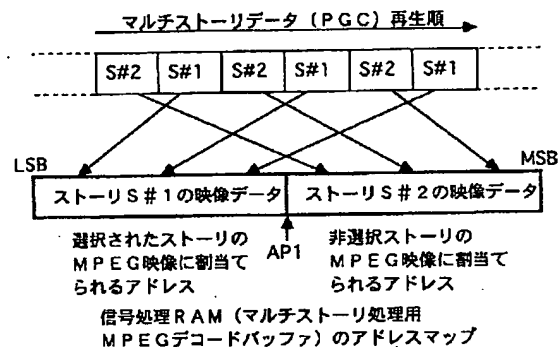 マルチストーリデータ（PGC）再生順
S#2 S#1 S#2 S#1 S#2 S#1
LSB MSB
ストーリS#1の映像データ ストーリS#2の映像データ
選択されたストーリの
MPEG映像に割当て
られるアドレス
AP1
非選択ストーリの
MPEG映像に割当て
られるアドレス
信号処理RAM（マルチストーリ処理用
MPEGデコードバッファ）のアドレスマップ